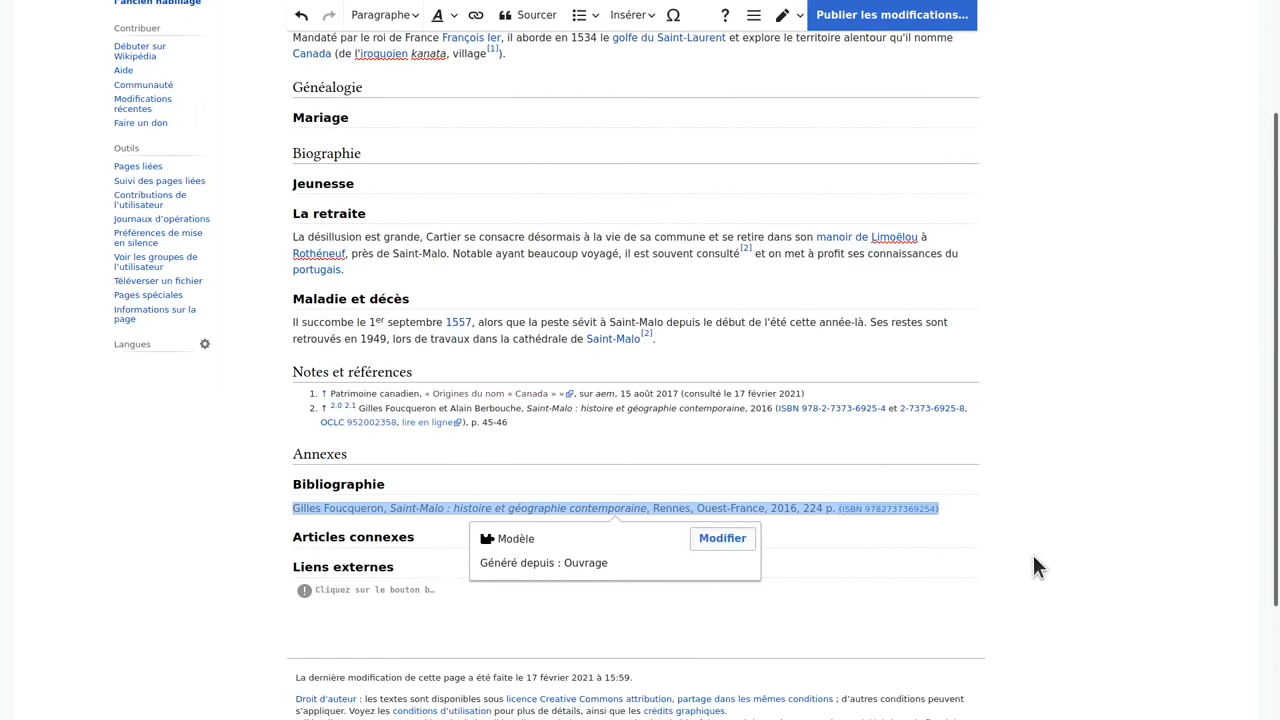 l'ancien habillage
Contribuer
Débuter sur
Wikipédia
Aide
Communauté
Modifications
récentes
Faire un don
Outils
Pages liées
Suivi des pages liées
Contributions de
l'utilisateur
Journaux d'opérations
Préférences de mise
en silence
Voir les groupes de
l'utilisateur
Téléverser un fichier
Pages spéciales
Informations sur la
page
Langues
Paragraphe
A
Sourcer
Insérer
Ω
?
Publier les modifications...
Mandaté par le roi de France François Ier, il aborde en 1534 le golfe du Saint-Laurent et explore le territoire alentour qu'il nomme
Canada (de l'iroquoien kanata, village[1]).
Généalogie
Mariage
Biographie
Jeunesse
La retraite
La désillusion est grande, Cartier se consacre désormais à la vie de sa commune et se retire dans son manoir de Limoëlou à
Rothéneuf, près de Saint-Malo. Notable ayant beaucoup voyagé, il est souvent consulté[2] et on met à profit ses connaissances du
portugais.
Maladie et décès
Il succombe le 1er septembre 1557, alors que la peste sévit à Saint-Malo depuis le début de l'été cette année-là. Ses restes sont
retrouvés en 1949, lors de travaux dans la cathédrale de Saint-Malo[2].
Notes et références
1. ↑ Patrimoine canadien, « Origines du nom « Canada » », sur aem, 15 août 2017 (consulté le 17 février 2021)
2. ↑ 2.0 2.1 Gilles Foucqueron et Alain Berbouche, Saint-Malo : histoire et géographie contemporaine, 2016 (ISBN 978-2-7373-6925-4 et 2-7373-6925-8,
OCLC 952002358, lire en ligne), p. 45-46
Annexes
Bibliographie
Gilles Foucqueron, Saint-Malo : histoire et géographie contemporaine, Rennes, Ouest-France, 2016, 224 p. (ISBN 9782737369254)
Modèle
Modifier
Généré depuis : Ouvrage
Articles connexes
Liens externes
Cliquez sur le bouton b...
La dernière modification de cette page a été faite le 17 février 2021 à 15:59.
Droit d'auteur : les textes sont disponibles sous licence Creative Commons attribution, partage dans les mêmes conditions ; d'autres conditions peuvent
s'appliquer. Voyez les conditions d'utilisation pour plus de détails, ainsi que les crédits graphiques.